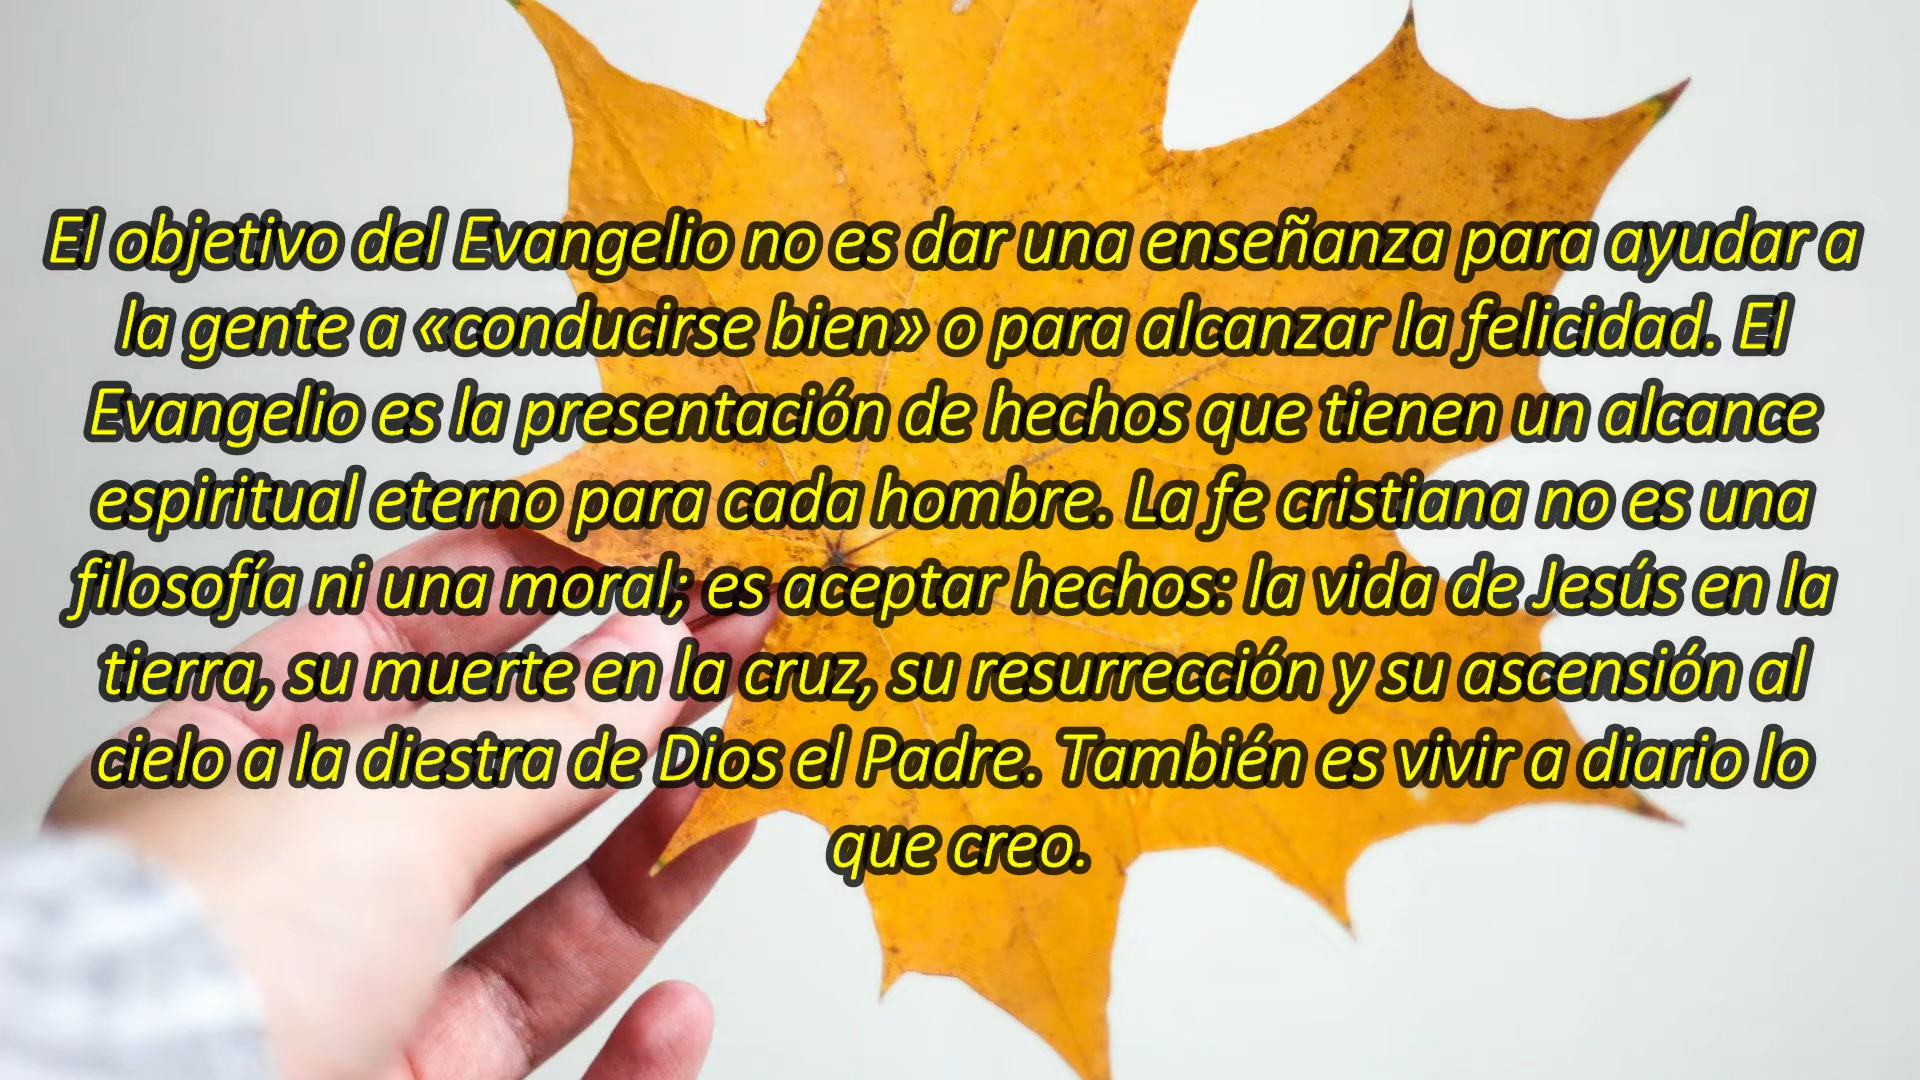 El objetivo del Evangelio no es dar una enseñanza para ayudar a
la gente a «conducirse bien» o para alcanzar la felicidad. El
Evangelio es la presentación de hechos que tienen un alcance
espiritual eterno para cada hombre. La fe cristiana no es una
filosofía ni una moral; es aceptar hechos: la vida de Jesús en la
tierra, su muerte en la cruz, su resurrección y su ascensión al
cielo a la diestra de Dios el Padre. También es vivir a diario lo
que creo.